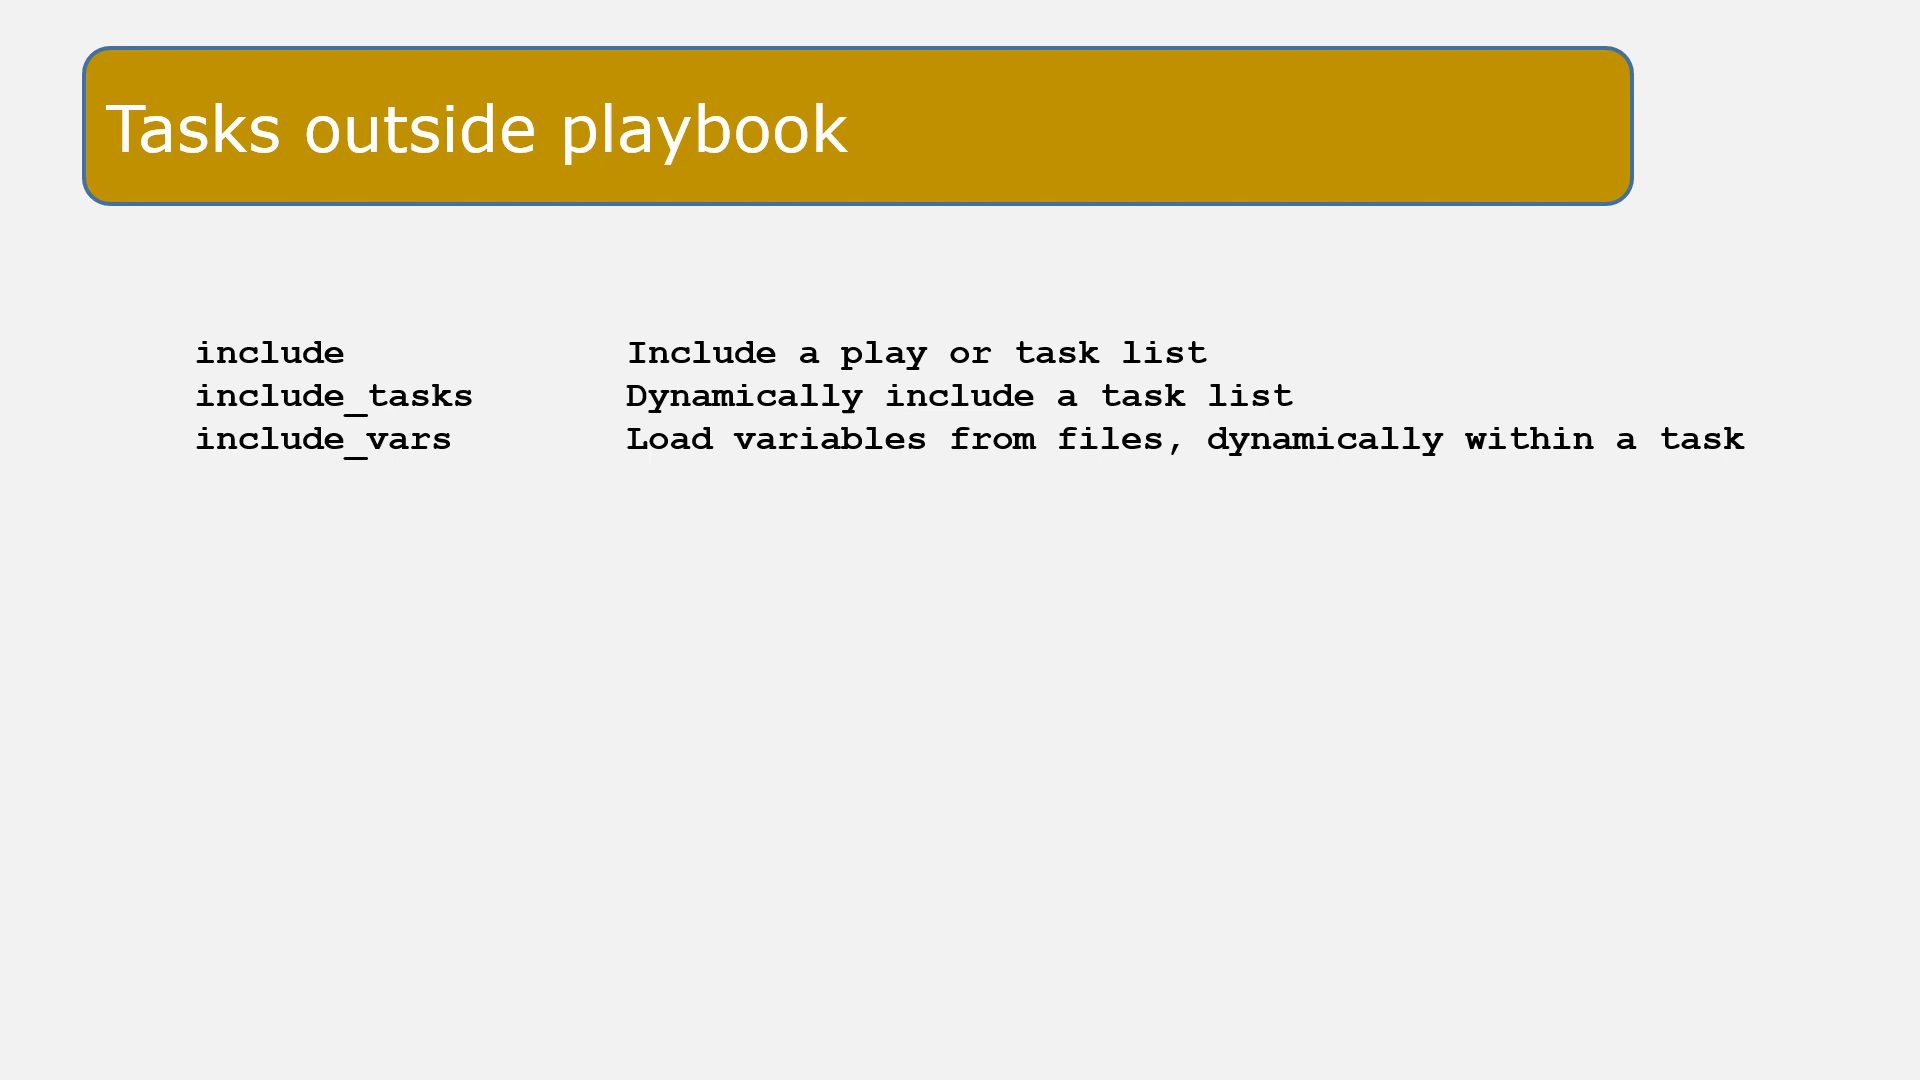 Tasks outside playbook
include Include a play or task list
include_tasks Dynamically include a task list
include_vars Load variables from files, dynamically within a task